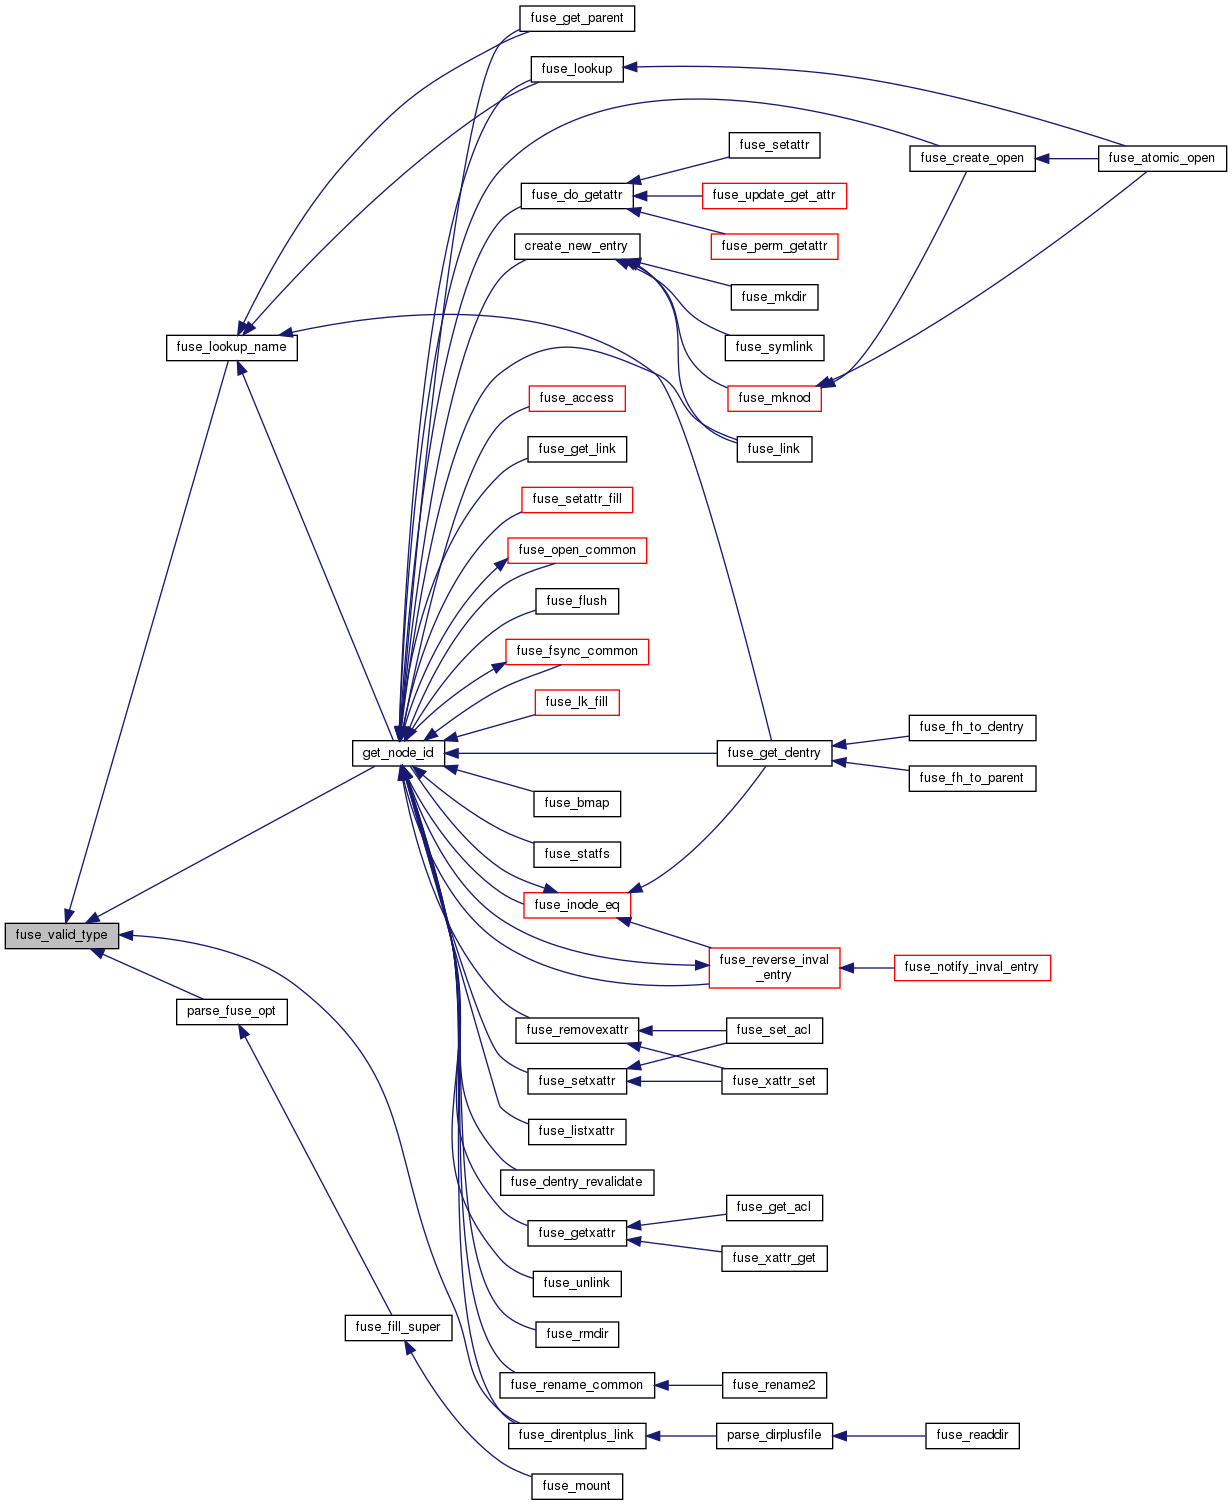 fuse_get_parent
fuse_lookup
fuse_setattr
fuse_create_open
fuse_atomic_open
fuse_do_getattr
fuse_update_get_attr
create_new_entry
fuse_perm_getattr
fuse_mkdir
fuse_lookup_name
fuse_symlink
fuse_access
fuse_mknod
fuse_get_link
fuse_link
fuse_setattr_fill
fuse_open_common
fuse_flush
fuse_fsync_common
fuse_lk_fill
fuse_fh_to_dentry
get_node_id
fuse_get_dentry
fuse_fh_to_parent
fuse_bmap
fuse_statfs
fuse_inode_eq
fuse_valid_type
fuse_reverse_inval
_entry
fuse_notify_inval_entry
parse_fuse_opt
fuse_removexattr
fuse_set_acl
fuse_setxattr
fuse_xattr_set
fuse_listxattr
fuse_dentry_revalidate
fuse_get_acl
fuse_getxattr
fuse_xattr_get
fuse_unlink
fuse_fill_super
fuse_rmdir
fuse_rename_common
fuse_rename2
fuse_direntplus_link
parse_dirplusfile
fuse_readdir
fuse_mount